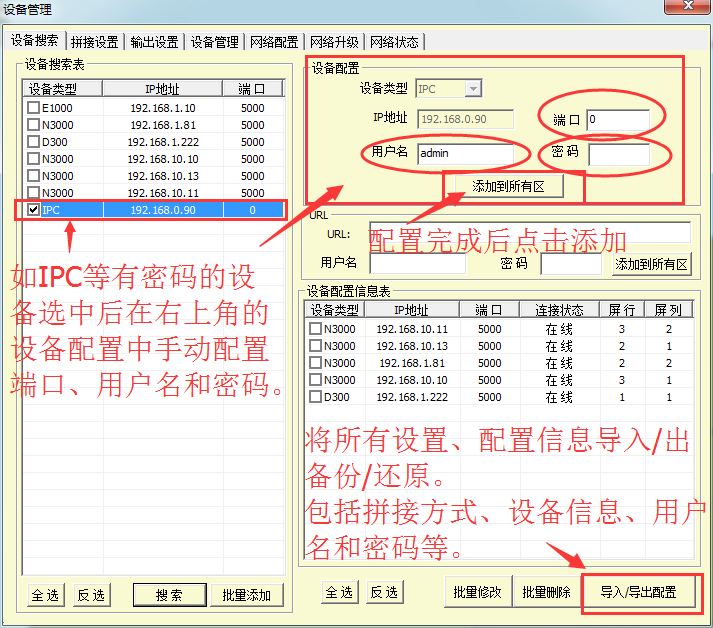 设备管理
设备搜索 拼接设置 输出设置 设备管理 网络配置 网络升级 网络状态
设备搜索表
设备类型 IP地址 端 口
E1000 192.168.1.10 5000
N3000 192.168.1.81 5000
D300 192.168.1.222 5000
N3000 192.168.10.10 5000
N3000 192.168.10.13 5000
N3000 192.168.10.11 5000
IPC 192.168.0.90 0
如IPC等有密码的设
备选中后在右上角的
设备配置中手动配置
端口、用户名和密码。
全 选 反 选 搜 索 批量添加
设备配置
设备类型 IPC
IP地址 192.168.0.90 端 口 0
用户名 admin 密 码
添加到所有区
URL
URL:
配置完成后点击添加
用户名 密 码 添加到所有区
设备配置信息表
设备类型 IP地址 端 口 连接状态 屏 行 屏 列
N3000 192.168.10.11 5000 在 线 3 2
N3000 192.168.10.13 5000 在 线 2 1
N3000 192.168.1.81 5000 在 线 2 2
N3000 192.168.10.10 5000 在 线 3 1
D300 192.168.1.222 5000 在 线 1 1
将所有设置、配置信息导入/出
备份/还原。
包括拼接方式、设备信息、用户
名和密码等。
全 选 反 选 批量修改 批量删除 导入/导出配置